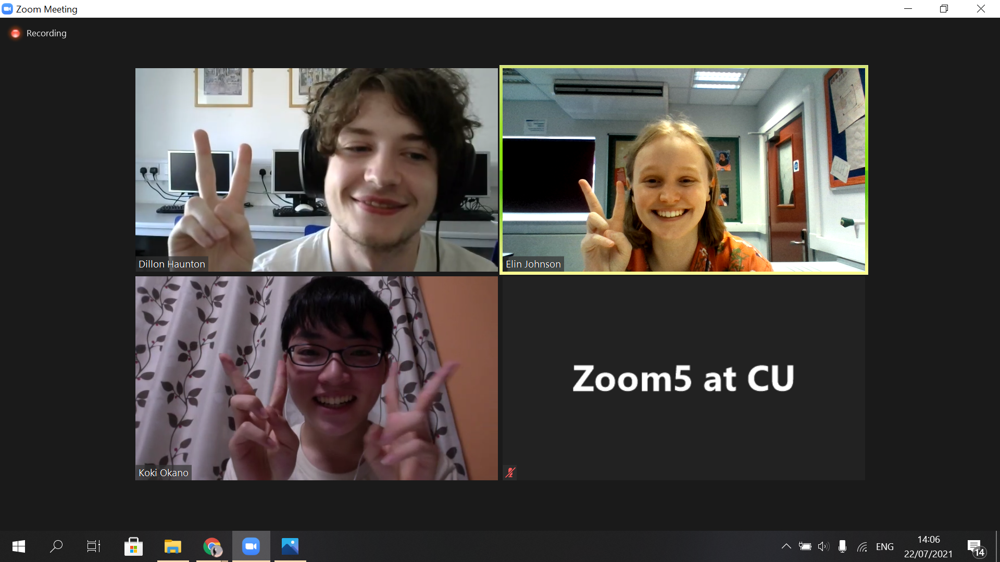 Zoom Meeting
Recording
Dillon Haunton
Elin Johnson
Koki Okano
Zoom5 at CU
ENG
14:06
22/07/2021
14